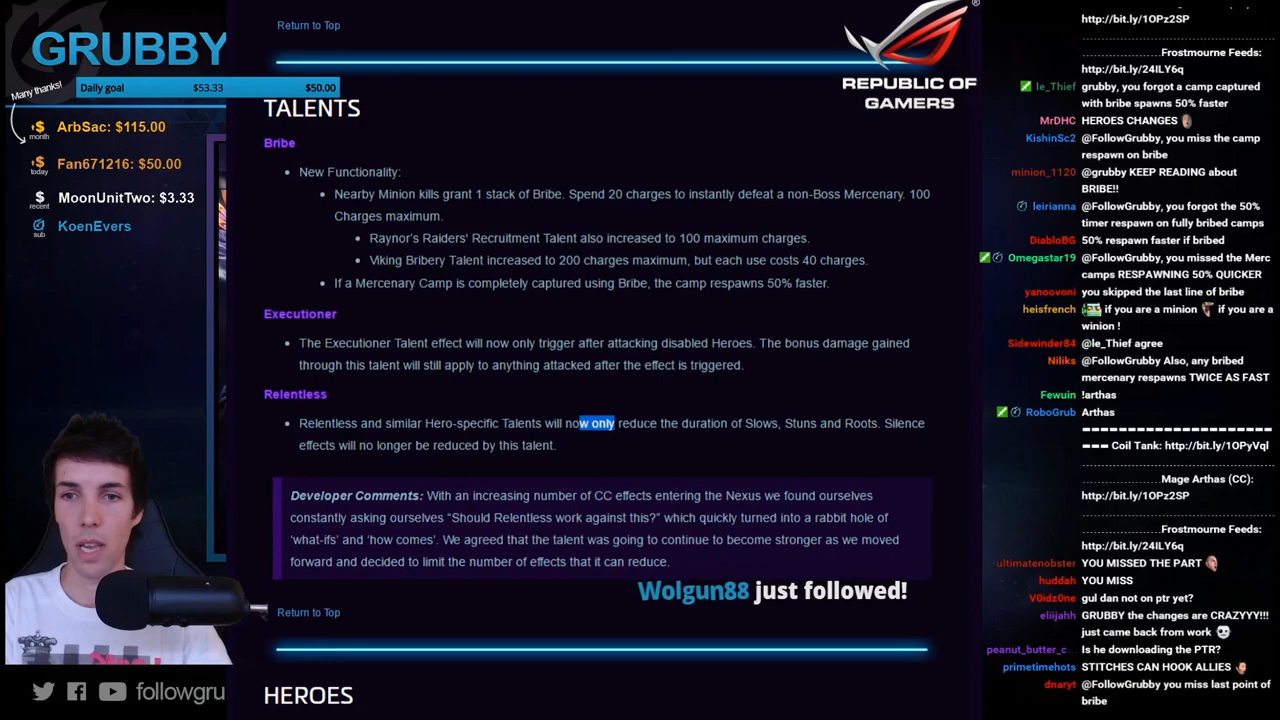 GRUBBY
Many thanks!
Daily goal $53.33 $50.00
$ month ArbSac: $115.00
$ today Fan671216: $50.00
$ recent MoonUnitTwo: $3.33
sub KoenEvers
followgru
Return to Top
REPUBLIC OF
GAMERS
TALENTS
Bribe
New Functionality:
Nearby Minion kills grant 1 stack of Bribe. Spend 20 charges to instantly defeat a non-Boss Mercenary. 100
Charges maximum.
Raynor's Raiders' Recruitment Talent also increased to 100 maximum charges.
Viking Bribery Talent increased to 200 charges maximum, but each use costs 40 charges.
If a Mercenary Camp is completely captured using Bribe, the camp respawns 50% faster.
Executioner
The Executioner Talent effect will now only trigger after attacking disabled Heroes. The bonus damage gained
through this talent will still apply to anything attacked after the effect is triggered.
Relentless
Relentless and similar Hero-specific Talents will now only reduce the duration of Slows, Stuns and Roots. Silence
effects will no longer be reduced by this talent.
Developer Comments: With an increasing number of CC effects entering the Nexus we found ourselves
constantly asking ourselves “Should Relentless work against this?” which quickly turned into a rabbit hole of
‘what-ifs’ and ‘how comes’. We agreed that the talent was going to continue to become stronger as we moved
forward and decided to limit the number of effects that it can reduce.
Wolgun88 just followed!
Return to Top
HEROES
http://bit.ly/1OPz2SP
Frostmourne Feeds:
http://bit.ly/24ILY6q
le_Thief grubby, you forgot a camp captured
with bribe spawns 50% faster
MrDHC HEROES CHANGES
KishinSc2 @FollowGrubby, you miss the camp
respawn on bribe
minion_1120 @grubby KEEP READING about
BRIBE!!
leirianna @FollowGrubby, you forgot the 50%
timer respawn on fully bribed camps
DiabloBG 50% respawn faster if bribed
Omegastar19 @FollowGrubby, you missed the Merc
camps RESPAWNING 50% QUICKER
yanoovoni you skipped the last line of bribe
heisfrench if you are a minion if you are a
winion !
Sidewinder84 @le_Thief agree
Niliks @FollowGrubby Also, any bribed
mercenary respawns TWICE AS FAST
Fewuin !arthas
RoboGrub Arthas
Coil Tank: http://bit.ly/1OPyVql
Mage Arthas (CC):
http://bit.ly/1OPz2SP
Frostmourne Feeds:
http://bit.ly/24ILY6q
ultimatenobster YOU MISSED THE PART
huddah YOU MISS
V0idz0ne gul dan not on ptr yet?
eliijahh GRUBBY the changes are CRAZYYY!!!
just came back from work
peanut_butter_c... Is he downloading the PTR?
primetimehots STITCHES CAN HOOK ALLIES
dnaryt @FollowGrubby you miss last point of
bribe